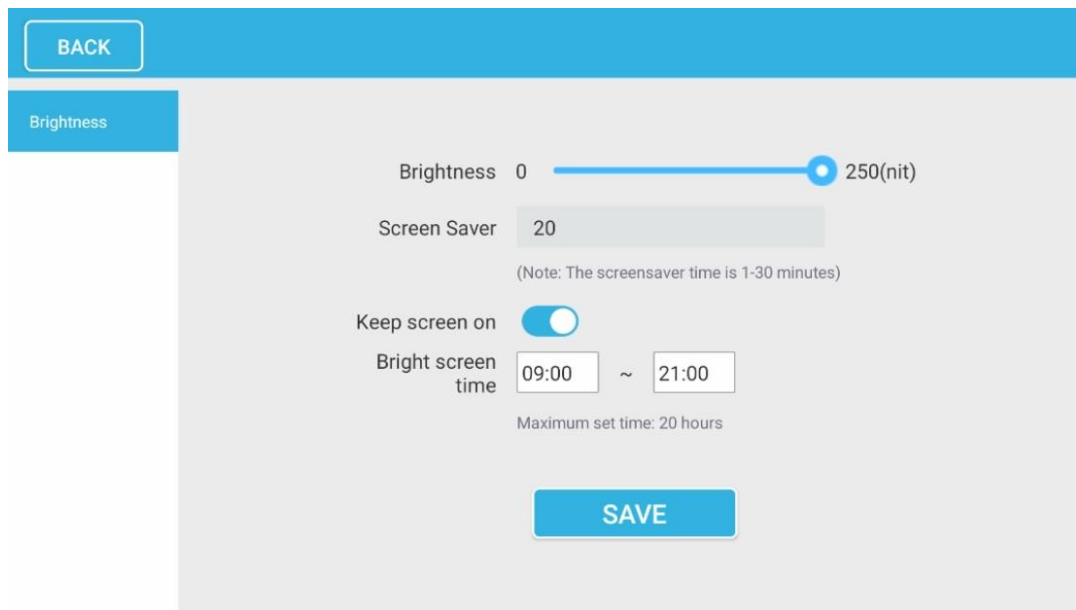 BACK
Brightness
Brightness 0 250(nit)
Screen Saver 20
(Note: The screensaver time is 1-30 minutes)
Keep screen on
Bright screen
time 09:00 ~ 21:00
Maximum set time: 20 hours
SAVE